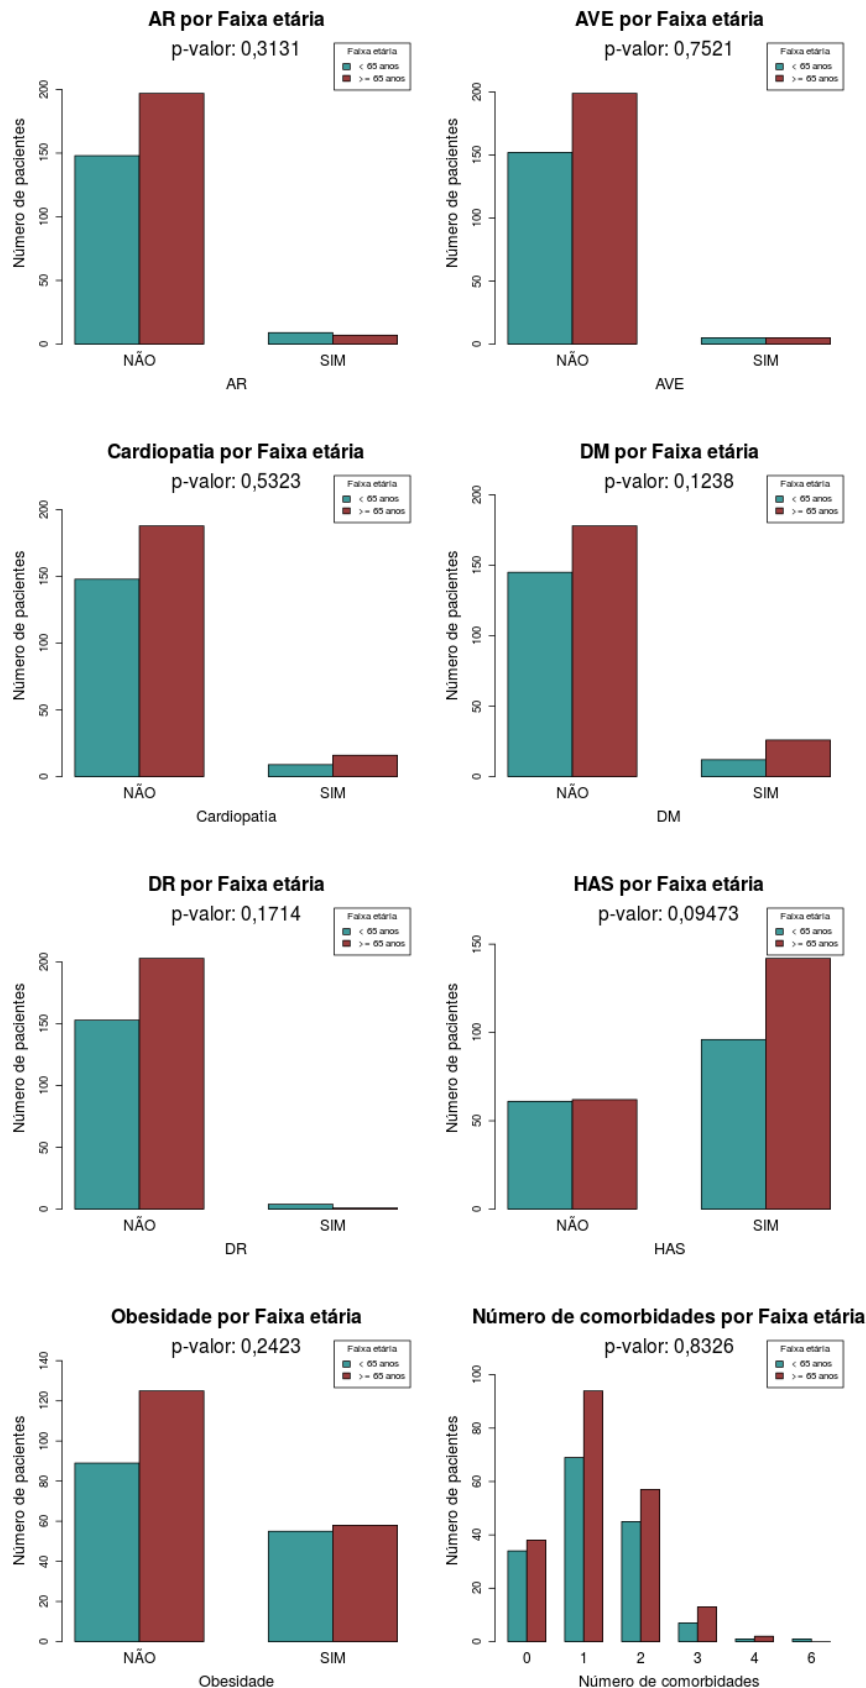 AR por Faixa etária
p-valor: 0,3131
Faixa etária
< 65 anos
>= 65 anos
Número de pacientes
0
50
100
150
200
NÃO
SIM
AR
AVE por Faixa etária
p-valor: 0,7521
Faixa etária
< 65 anos
>= 65 anos
Número de pacientes
0
50
100
150
200
NÃO
SIM
AVE
Cardiopatia por Faixa etária
p-valor: 0,5323
Faixa etária
< 65 anos
>= 65 anos
Número de pacientes
0
50
100
150
200
NÃO
SIM
Cardiopatia
DM por Faixa etária
p-valor: 0,1238
Faixa etária
< 65 anos
>= 65 anos
Número de pacientes
0
50
100
150
200
NÃO
SIM
DM
DR por Faixa etária
p-valor: 0,1714
Faixa etária
< 65 anos
>= 65 anos
Número de pacientes
0
50
100
150
200
NÃO
SIM
DR
HAS por Faixa etária
p-valor: 0,09473
Faixa etária
< 65 anos
>= 65 anos
Número de pacientes
0
50
100
150
NÃO
SIM
HAS
Obesidade por Faixa etária
p-valor: 0,2423
Faixa etária
< 65 anos
>= 65 anos
Número de pacientes
0
20
40
60
80
100
120
140
NÃO
SIM
Obesidade
Número de comorbidades por Faixa etária
p-valor: 0,8326
Faixa etária
< 65 anos
>= 65 anos
Número de pacientes
0
20
40
60
80
100
0
1
2
3
4
6
Número de comorbidades